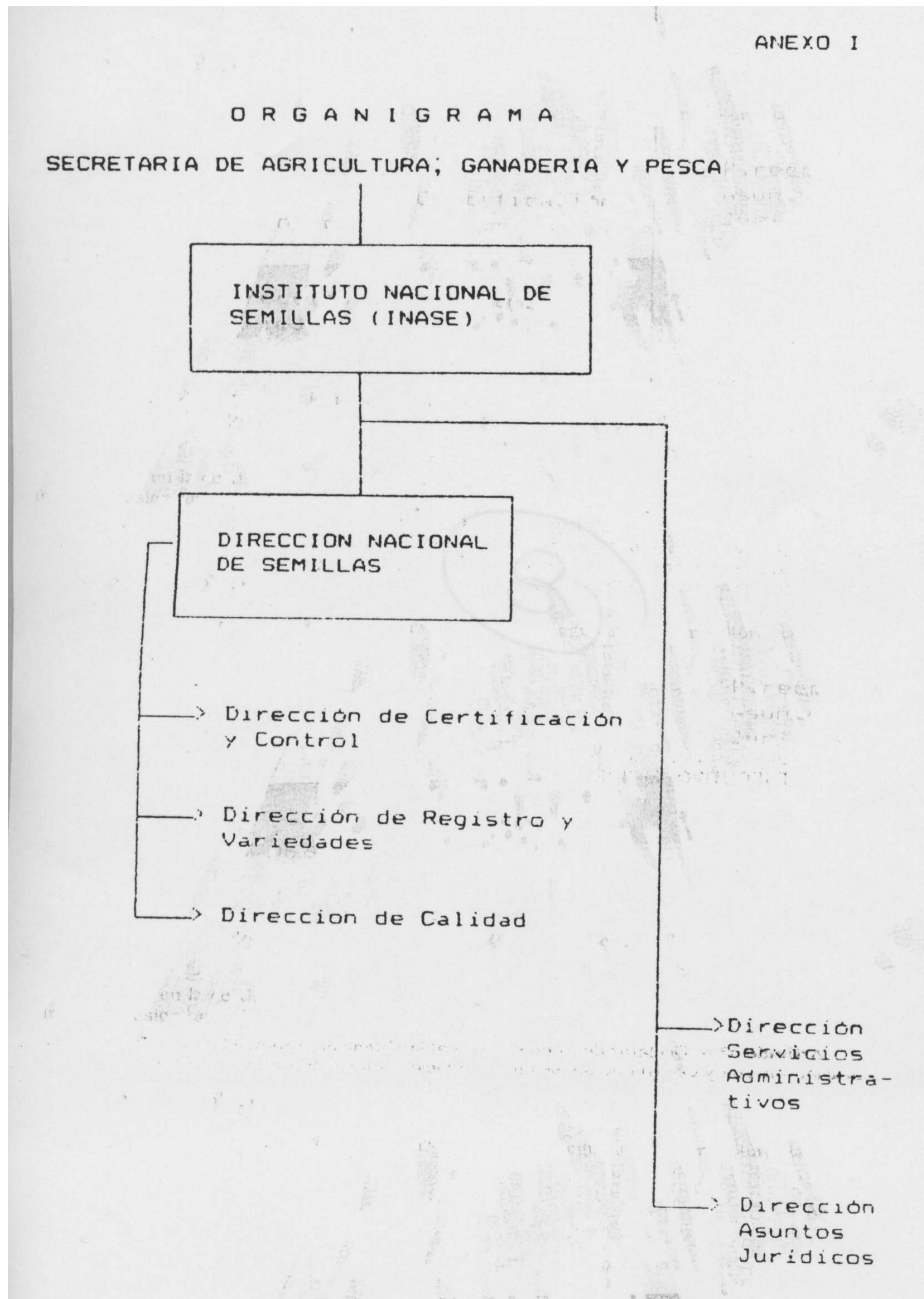 ANEXO I
O R G A N I G R A M A
SECRETARIA DE AGRICULTURA, GANADERIA Y PESCA
INSTITUTO NACIONAL DE
SEMILLAS (INASE)
DIRECCION NACIONAL
DE SEMILLAS
Dirección de Certificación
y Control
Dirección de Registro y
Variedades
Direccion de Calidad
Dirección
Servicios
Administra-
tivos
Dirección
Asuntos
Jurídicos